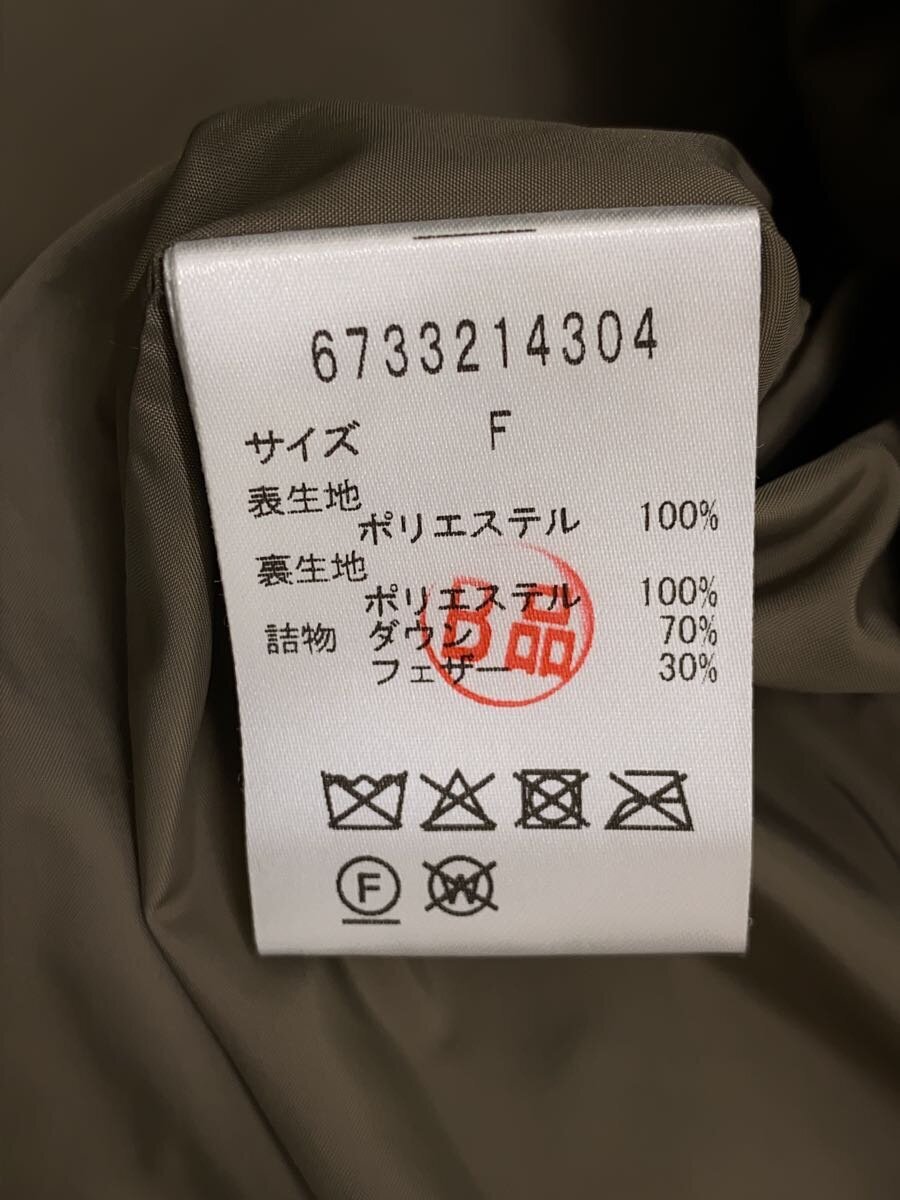 6733214304
サイズ F
表生地
ポリエステル 100%
裏生地
ポリエステル 100%
詰物 ダウン 70%
フェザー 30%
B品
F
W